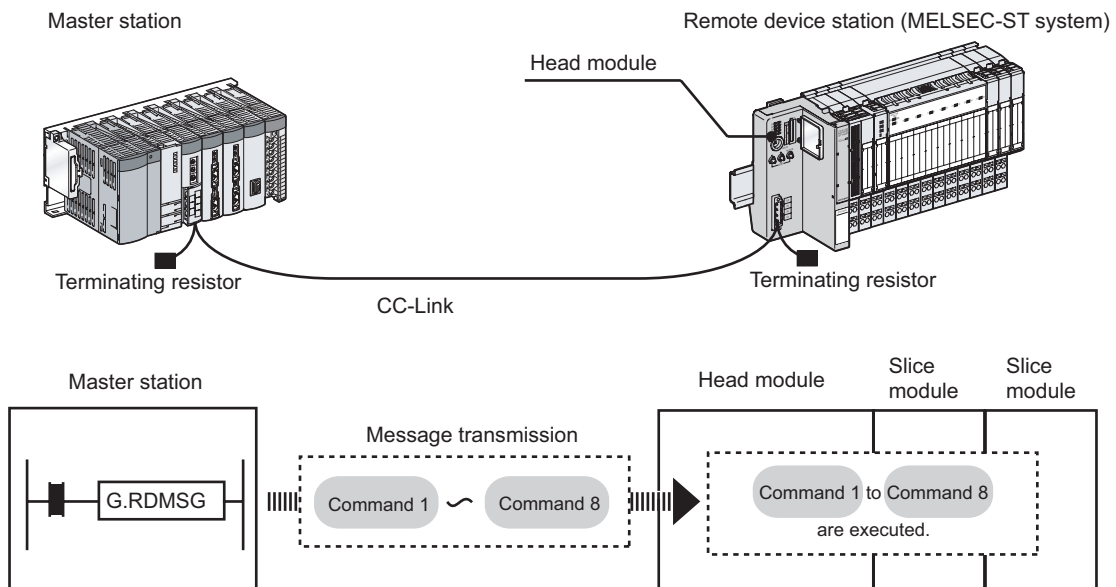 Master station
Remote device station (MELSEC-ST system)
Head module
Terminating resistor
Terminating resistor
CC-Link
Master station
Message transmission
Head module
Slice
module
Slice
module
G.RDMSG
Command 1 ~ Command 8
Command 1 to Command 8
are executed.